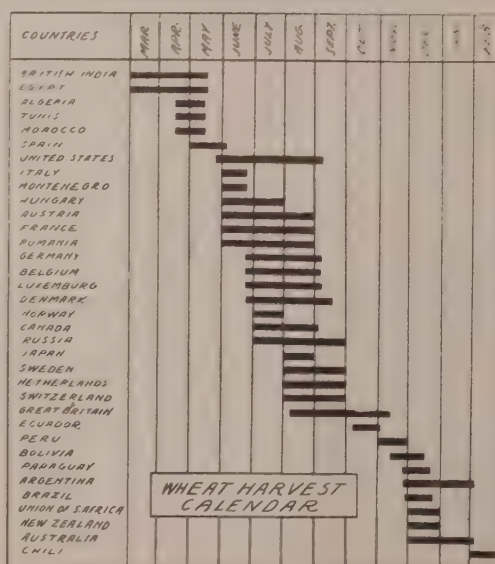 COUNTRIES
MAR.
APR.
MAY
JUNE
JULY
AUG.
SEPT.
OCT
BRITISH INDIA
EGYPT
ALGERIA
TUNIS
MOROCCO
SPAIN
UNITED STATES
ITALY
MONTENEGRO
HUNGARY
AUSTRIA
FRANCE
RUMANIA
GERMANY
BELGIUM
LUXEMBURG
DENMARK
NORWAY
CANADA
RUSSIA
JAPAN
SWEDEN
NETHERLANDS
SWITZERLAND
GREAT BRITAIN
ECUADOR
PERU
BOLIVIA
PARAGUAY
ARGENTINA
BRAZIL
UNION OF S.AFRICA
NEW ZEALAND
AUSTRALIA
CHILI
WHEAT HARVEST
CALENDAR